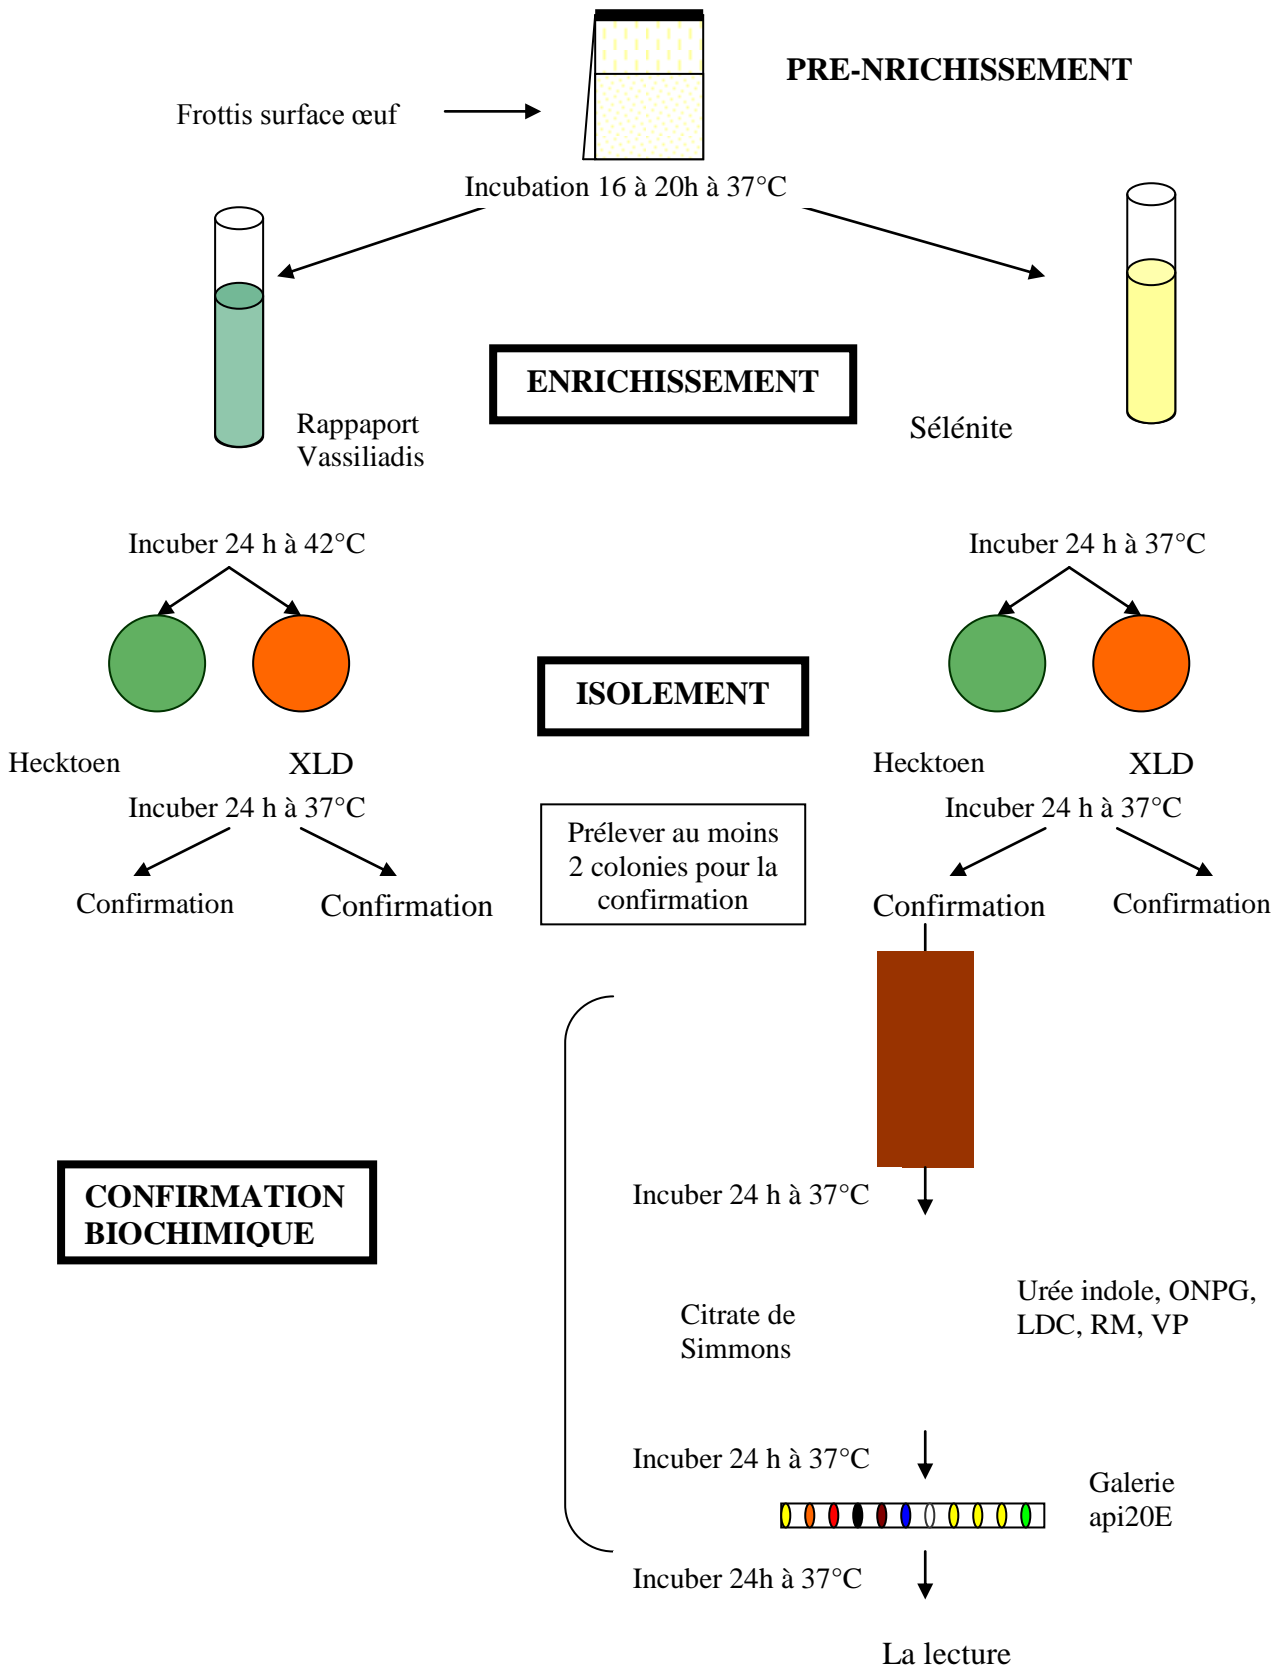 PRE-NRICHISSEMENT
Frottis surface œuf
Incubation 16 à 20h à 37°C
ENRICHISSEMENT
Rappaport
Vassiliadis
Sélénite
Incuber 24 h à 42°C
Incuber 24 h à 37°C
ISOLEMENT
Hecktoen
XLD
Hecktoen
XLD
Incuber 24 h à 37°C
Incuber 24 h à 37°C
Prélever au moins
2 colonies pour la
confirmation
Confirmation
Confirmation
Confirmation
Confirmation
CONFIRMATION
BIOCHIMIQUE
Incuber 24 h à 37°C
Citrate de
Simmons
Urée indole, ONPG,
LDC, RM, VP
Incuber 24 h à 37°C
Galerie
api20E
Incuber 24h à 37°C
La lecture